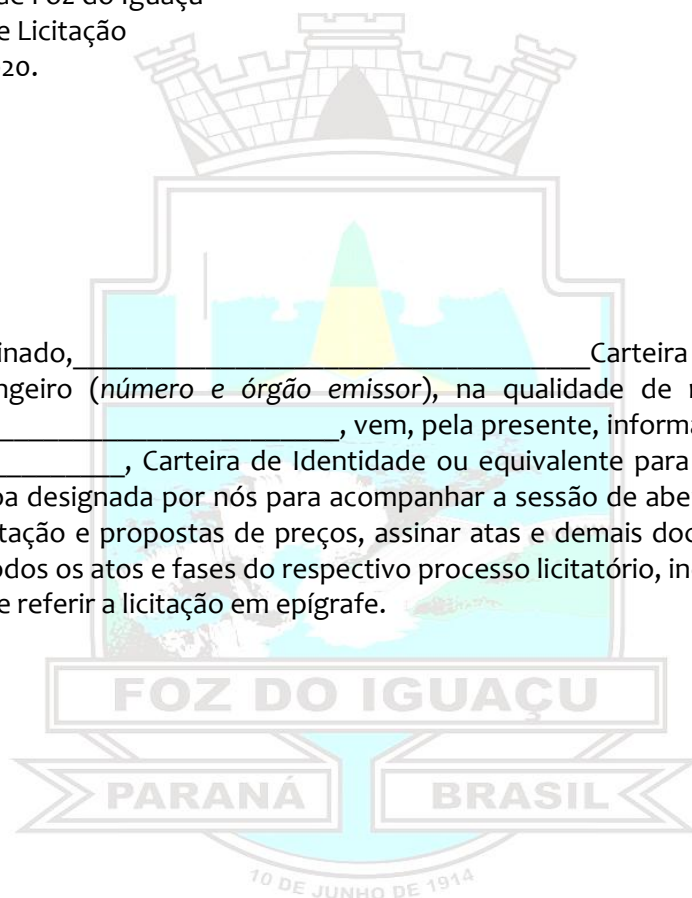 de Foz do Iguaçu
e Licitação
20.
inado,____________________________________Carteira
ngeiro (número e órgão emissor), na qualidade de
________________________, vem, pela presente, informa
_________, Carteira de Identidade ou equivalente para
oa designada por nós para acompanhar a sessão de abe
tação e propostas de preços, assinar atas e demais doc
odos os atos e fases do respectivo processo licitatório, in
e referir a licitação em epígrafe.
FOZ DO IGUAÇU
PARANÁ BRASIL
10 DE JUNHO DE 1914